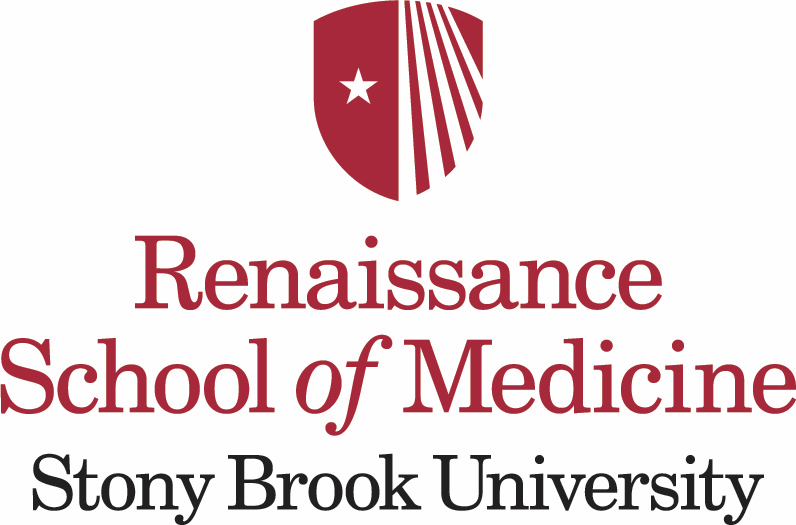 Renaissance
School of Medicine
Stony Brook University